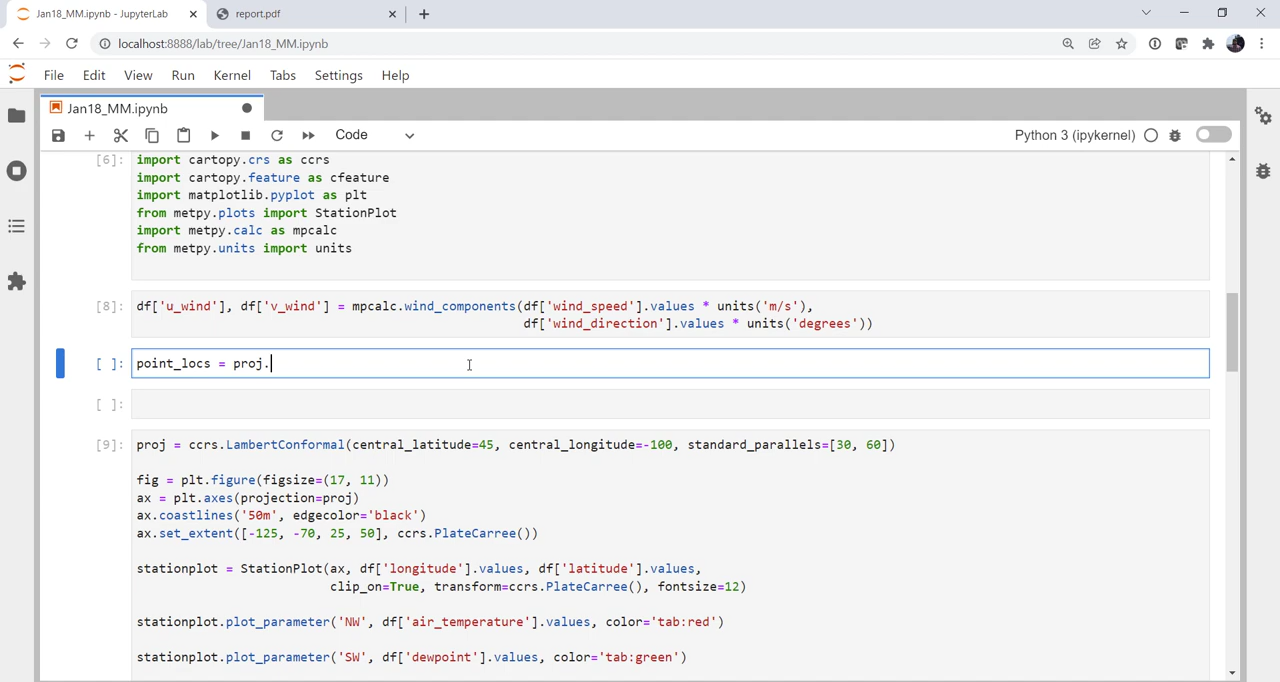 Jan18_MM.ipynb - JupyterLab
report.pdf
localhost:8888/lab/tree/Jan18_MM.ipynb
File Edit View Run Kernel Tabs Settings Help
Jan18_MM.ipynb
Code
Python 3 (ipykernel)
[6]: import cartopy.crs as ccrs
import cartopy.feature as cfeature
import matplotlib.pyplot as plt
from metpy.plots import StationPlot
import metpy.calc as mpcalc
from metpy.units import units
[8]: df['u_wind'], df['v_wind'] = mpcalc.wind_components(df['wind_speed'].values * units('m/s'),
df['wind_direction'].values * units('degrees'))
[ ]: point_locs = proj.
[ ]:
[9]: proj = ccrs.LambertConformal(central_latitude=45, central_longitude=-100, standard_parallels=[30, 60])
fig = plt.figure(figsize=(17, 11))
ax = plt.axes(projection=proj)
ax.coastlines('50m', edgecolor='black')
ax.set_extent([-125, -70, 25, 50], ccrs.PlateCarree())
stationplot = StationPlot(ax, df['longitude'].values, df['latitude'].values,
clip_on=True, transform=ccrs.PlateCarree(), fontsize=12)
stationplot.plot_parameter('NW', df['air_temperature'].values, color='tab:red')
stationplot.plot_parameter('SW', df['dewpoint'].values, color='tab:green')